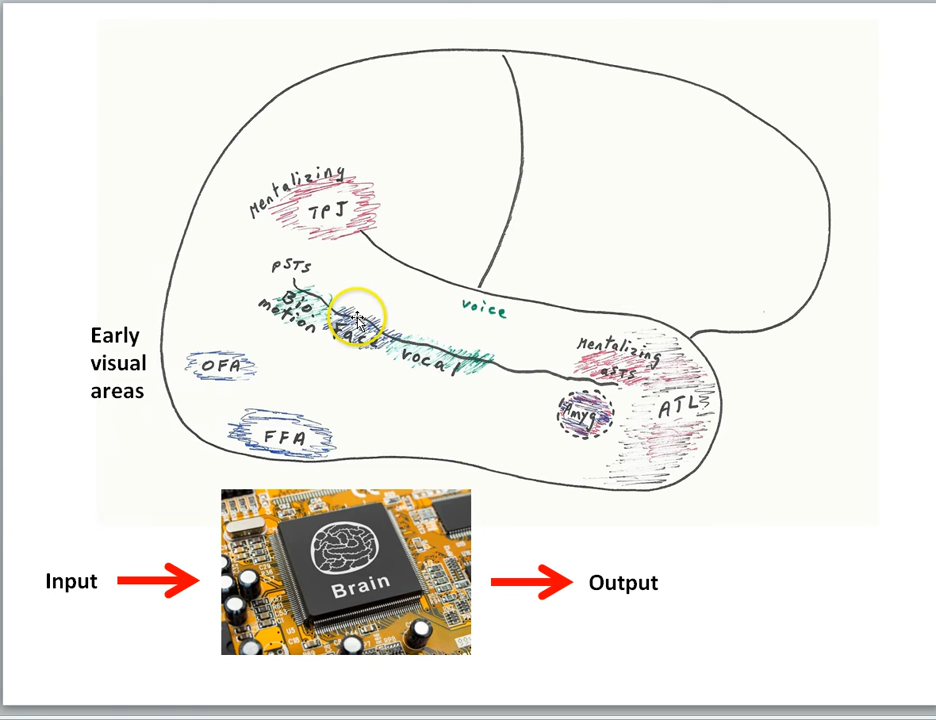 Mentalizing
TPJ
pSTS
Bio
motion
Face
vocal
voice
Mentalizing
aSTS
Amyg
ATL
Early
visual
areas
OFA
FFA
Brain
Input
Output